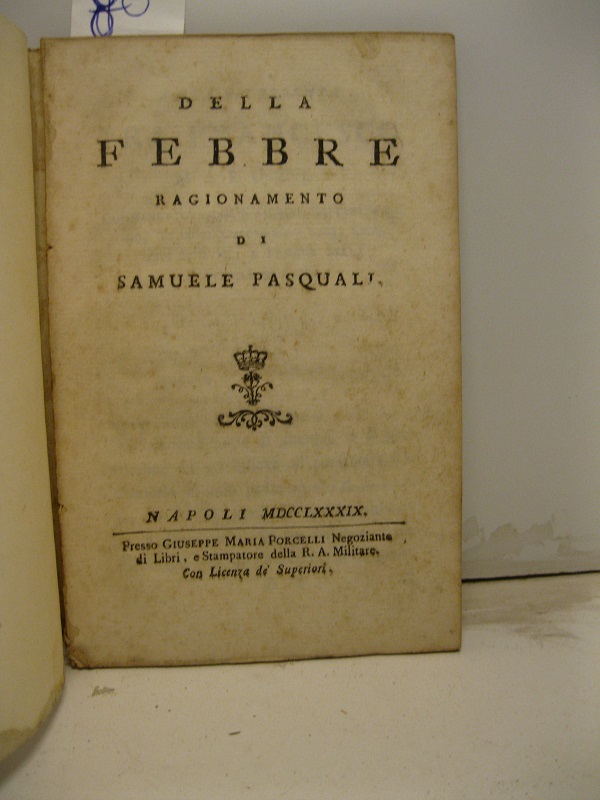 DELLA
FEBBRE
RAGIONAMENTO
DI
SAMUELE PASQUALI.
NAPOLI MDCCLXXXIX.
Presso GIUSEPPE MARIA PORCELLI Negoziante
di Libri, e Stampatore della R. A. Militare.
Con Licenza de' Superiori.